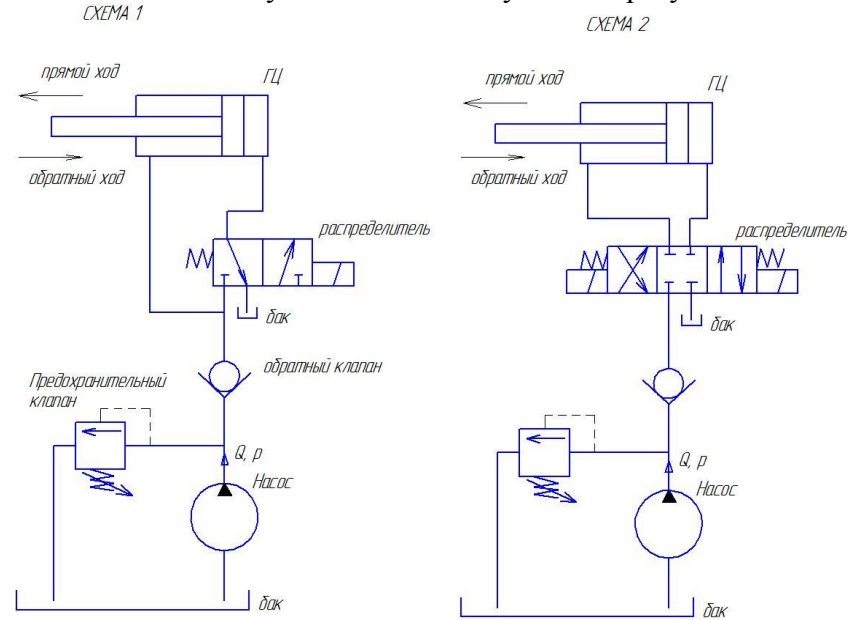 СХЕМА 1
прямой ход
ГЦ
обратный ход
распределитель
бак
обратный клапан
Предохранительный
клапан
Q, p
Насос
бак
СХЕМА 2
прямой ход
ГЦ
обратный ход
распределитель
бак
Q, p
Насос
бак